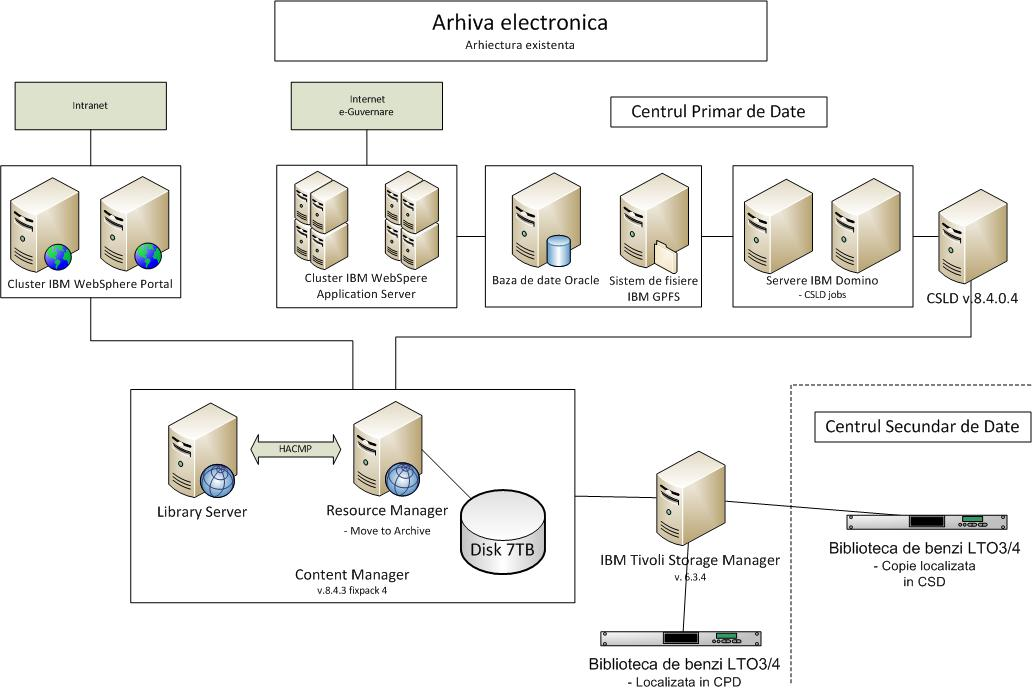 Arhiva electronica
Arhiectura existenta
Intranet
Internet
e-Guvernare
Centrul Primar de Date
Cluster IBM WebSphere Portal
Cluster IBM WebSpere
Application Server
Baza de date Oracle
Sistem de fisiere
IBM GPFS
Servere IBM Domino
- CSLD jobs
CSLD v.8.4.0.4
Centrul Secundar de Date
HACMP
Library Server
Resource Manager
- Move to Archive
Disk 7TB
Content Manager
v.8.4.3 fixpack 4
IBM Tivoli Storage Manager
v. 6.3.4
Biblioteca de benzi LTO3/4
- Copie localizata
in CSD
Biblioteca de benzi LTO3/4
- Localizata in CPD